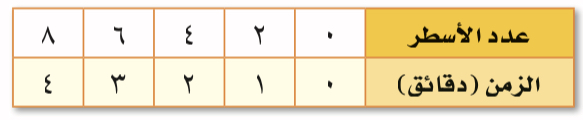 عدد الأسطر ٠ ٢ ٤ ٦ ٨
الزمن (دقائق) ٠ ١ ٢ ٣ ٤